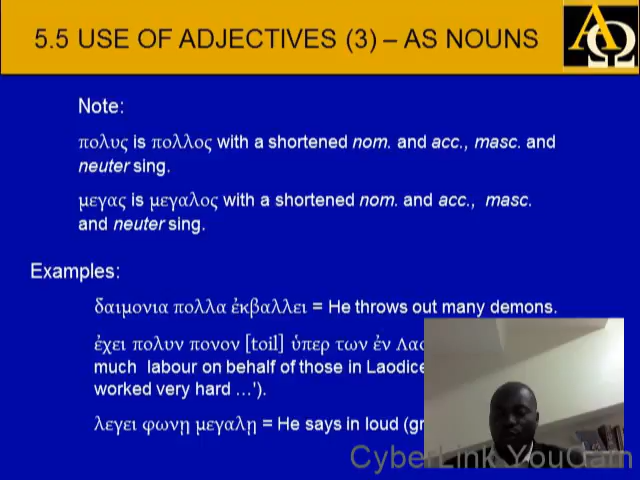 5.5 USE OF ADJECTIVES (3) – AS NOUNS
ΑΩ
Note:
πολυς is πολλος with a shortened nom. and acc., masc. and
neuter sing.
μεγας is μεγαλος with a shortened nom. and acc., masc.
and neuter sing.
Examples:
δαιμονια πολλα ἐκβαλλει = He throws out many demons.
ἐχει πολυν πονον [toil] ὑπερ των ἐν
much labour on behalf of those in
worked very hard …').
λεγει φωνῃ μεγαλῃ = He says in loud
CyberLink YouCam